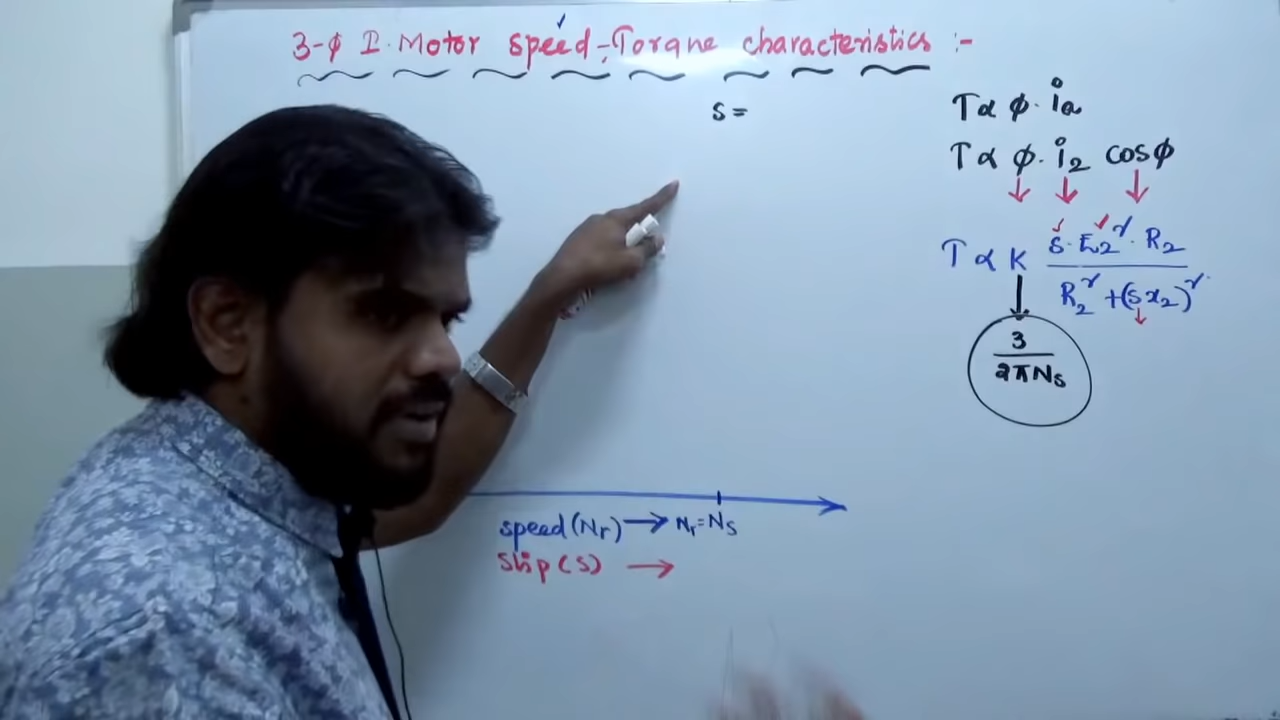 3-ϕ I. Motor speed-Torque characteristics :-
S =
T α ϕ. ia
T α ϕ. i2 cosϕ
T α K S. E2². R2
R2² + (Sx2)²
3
2πNs
speed (Nr) → Nr=Ns
Slip (S) →